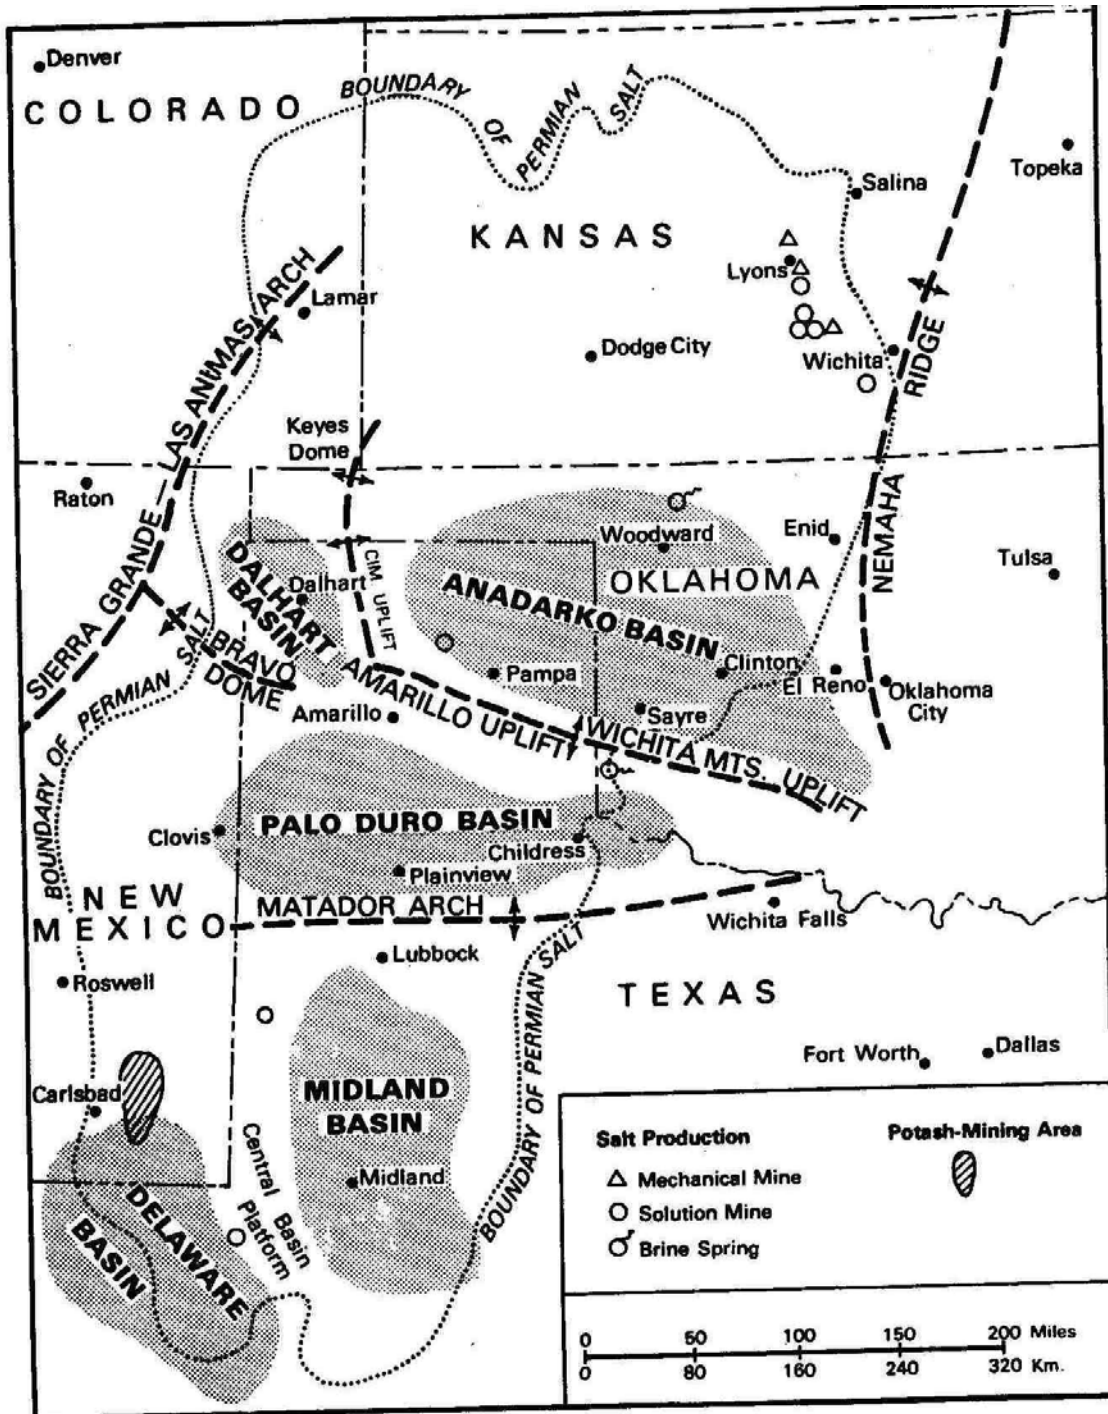 Denver
COLORADO
BOUNDARY OF PERMIAN SALT
Topeka
Salina
KANSAS
Lyons
Lamar
Dodge City
Wichita
SIERRA GRANDE — LAS ANIMAS ARCH
NEMAHA RIDGE
Keyes
Dome
Raton
Woodward
Enid
Tulsa
OKLAHOMA
DALHART
BASIN
Dalhart
CIM. UPLIFT
ANADARKO BASIN
BRAVO
DOME
Pampa
Clinton
El Reno
Oklahoma
City
Amarillo
AMARILLO UPLIFT
Sayre
WICHITA MTS. UPLIFT
BOUNDARY OF PERMIAN SALT
Clovis
PALO DURO BASIN
Childress
Plainview
NEW
MEXICO
MATADOR ARCH
Wichita Falls
Lubbock
Roswell
TEXAS
BOUNDARY OF PERMIAN SALT
Fort Worth
Dallas
Carlsbad
MIDLAND
BASIN
Midland
Central Basin
Platform
DELAWARE
BASIN
Salt Production
Potash-Mining Area
Mechanical Mine
Solution Mine
Brine Spring
0 50 100 150 200 Miles
0 80 160 240 320 Km.